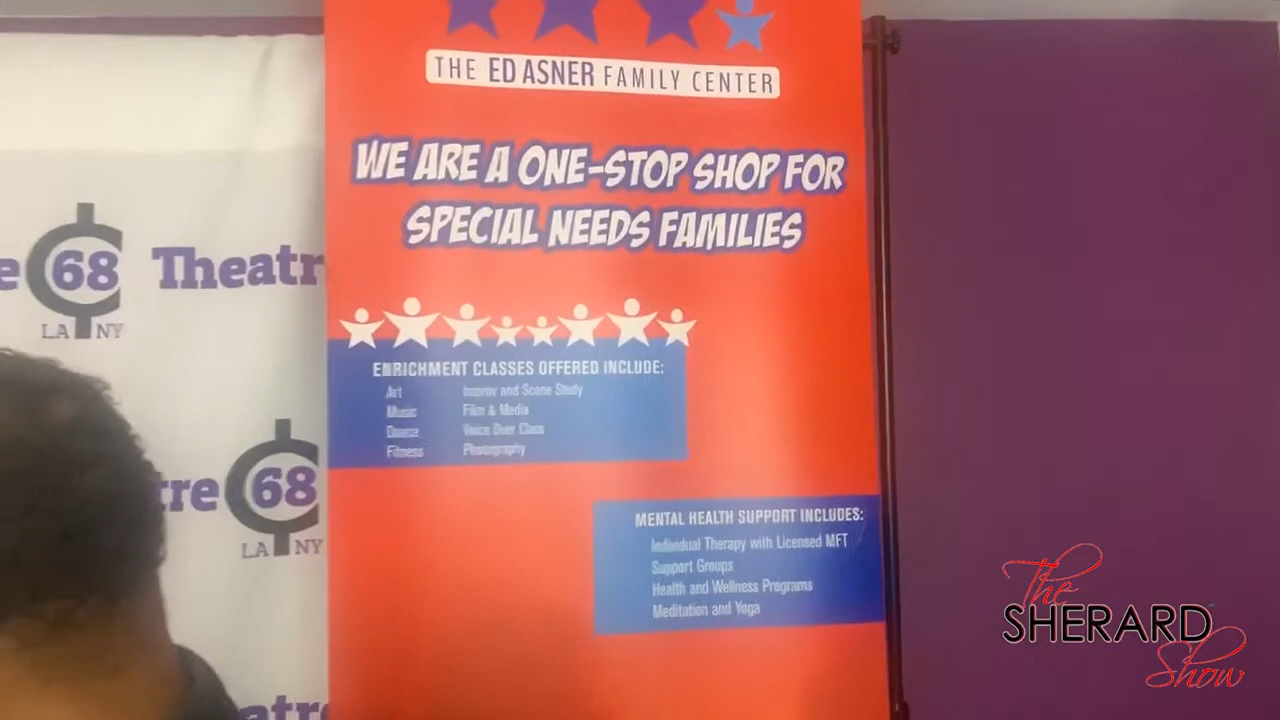 THE ED ASNER FAMILY CENTER
WE ARE A ONE-STOP SHOP FOR
SPECIAL NEEDS FAMILIES
e 68 Theatr
LA NY
ENRICHMENT CLASSES OFFERED INCLUDE:
Art Improv and Scene Study
Music Film & Media
Dance Voice Over Class
Fitness Photography
tre 68
LA NY
MENTAL HEALTH SUPPORT INCLUDES:
Individual Therapy with Licensed MFT
Support Groups
Health and Wellness Programs
Meditation and Yoga
atr
The
SHERARD
Show